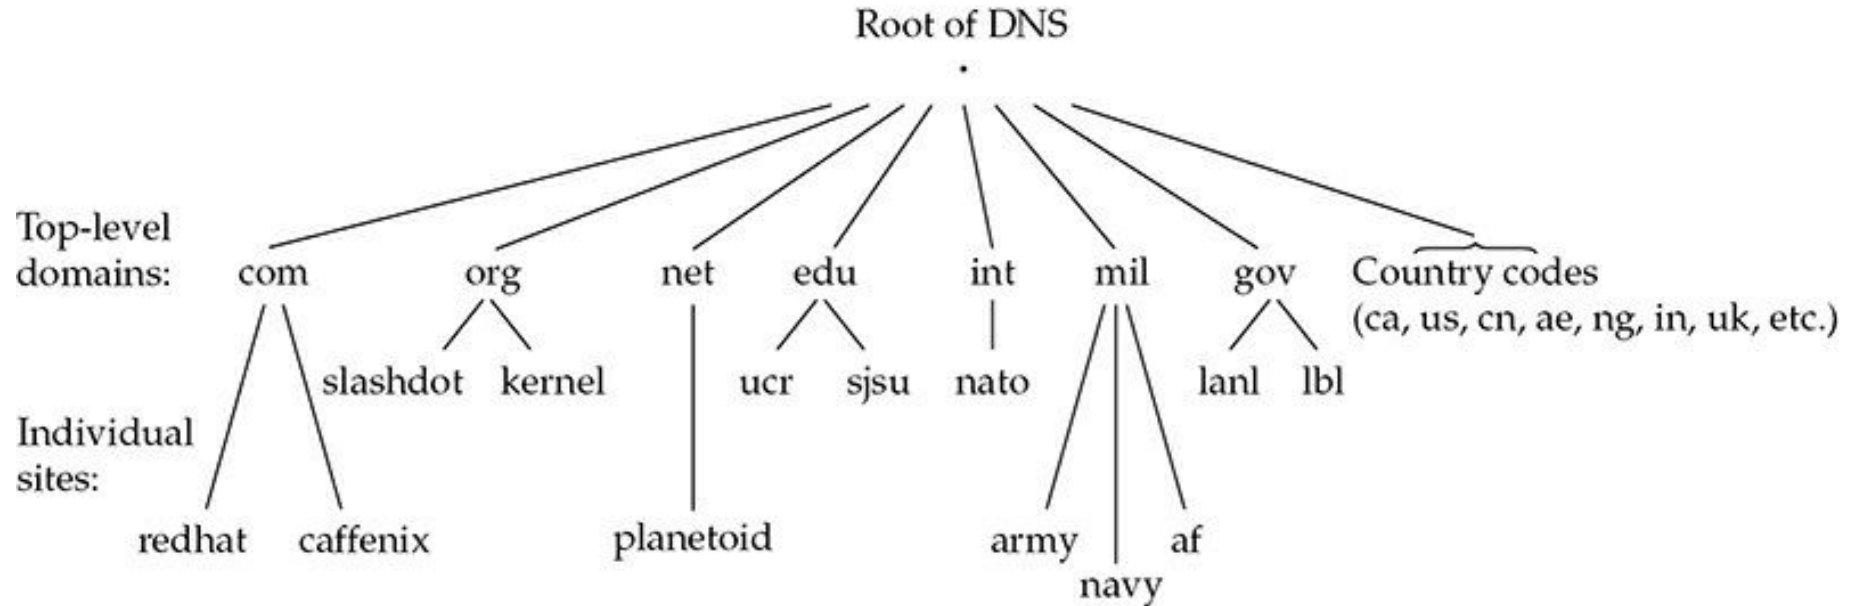 Root of DNS
.
Top-level
domains:
com org net edu int mil gov Country codes
(ca, us, cn, ae, ng, in, uk, etc.)
slashdot kernel ucr sjsu nato lanl lbl
Individual
sites:
redhat caffenix planetoid army af
navy